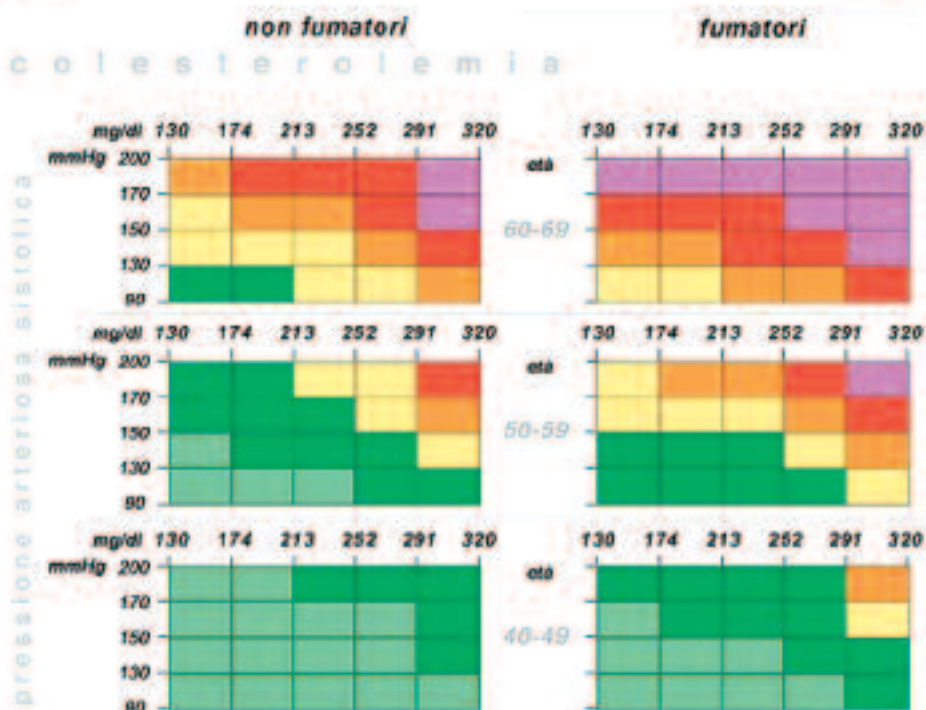 non fumatori fumatori
colesterolemia
mg/dl 130 174 213 252 291 320 130 174 213 252 291 320
mmHg 200 età
170
150 60-69
130
90
mg/dl 130 174 213 252 291 320 130 174 213 252 291 320
mmHg 200 età
170
150 50-59
130
90
mg/dl 130 174 213 252 291 320 130 174 213 252 291 320
mmHg 200 età
170
150 40-49
130
90
pressione arteriosa sistolica